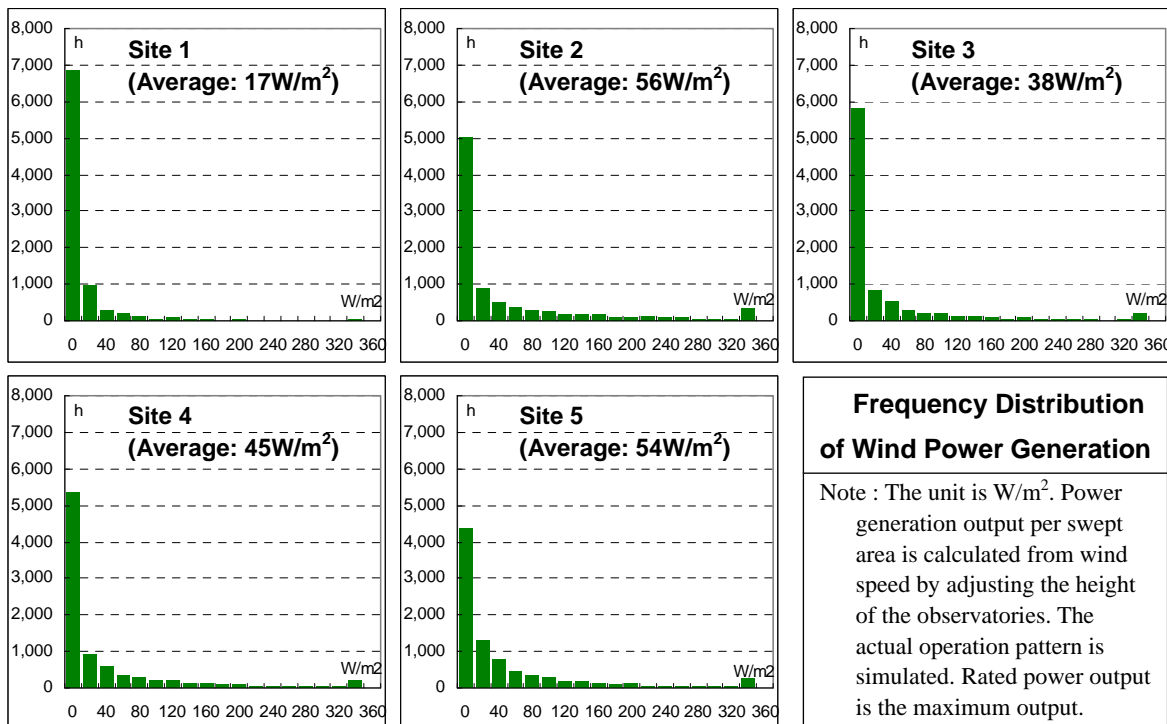 8,000
7,000
6,000
5,000
4,000
3,000
2,000
1,000
0
h
Site 1
(Average: 17W/m²)
W/m2
0 40 80 120 160 200 240 280 320 360
8,000
7,000
6,000
5,000
4,000
3,000
2,000
1,000
0
h
Site 2
(Average: 56W/m²)
W/m2
0 40 80 120 160 200 240 280 320 360
8,000
7,000
6,000
5,000
4,000
3,000
2,000
1,000
0
h
Site 3
(Average: 38W/m²)
W/m2
0 40 80 120 160 200 240 280 320 360
8,000
7,000
6,000
5,000
4,000
3,000
2,000
1,000
0
h
Site 4
(Average: 45W/m²)
W/m2
0 40 80 120 160 200 240 280 320 360
8,000
7,000
6,000
5,000
4,000
3,000
2,000
1,000
0
h
Site 5
(Average: 54W/m²)
W/m2
0 40 80 120 160 200 240 280 320 360
Frequency Distribution
of Wind Power Generation
Note : The unit is W/m². Power
generation output per swept
area is calculated from wind
speed by adjusting the height
of the observatories. The
actual operation pattern is
simulated. Rated power output
is the maximum output.